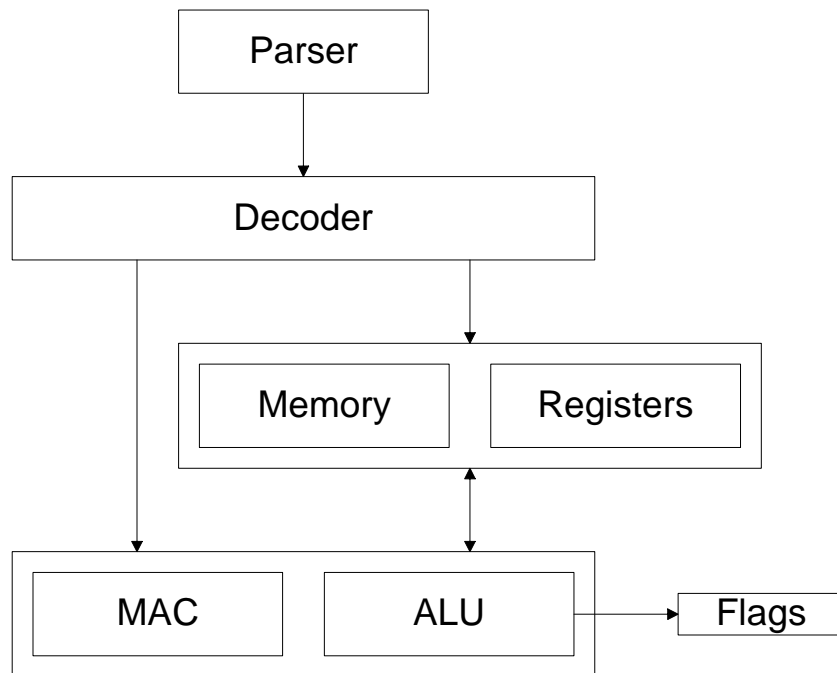 Parser
Decoder
Memory
Registers
MAC
ALU
Flags